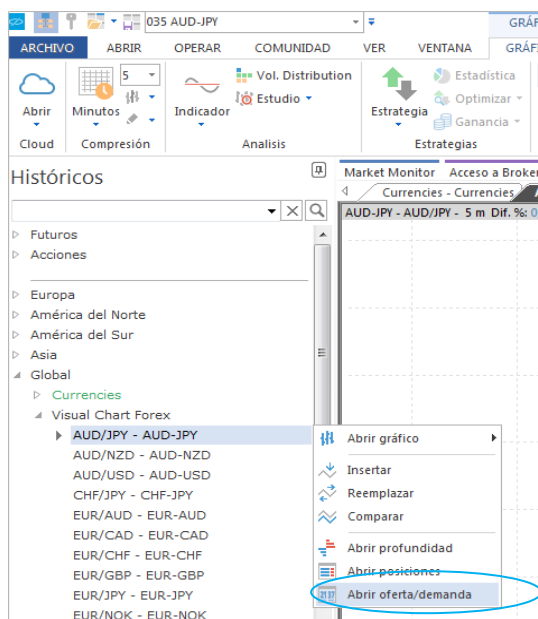 035 AUD-JPY
GRÁF
ARCHIVO ABRIR OPERAR COMUNIDAD VER VENTANA GRÁFI
Abrir
Cloud
5
Minutos
Compresión
Indicador
Vol. Distribution
Estudio
Analisis
Estrategia
Estadística
Optimizar
Ganancia
Estrategias
Históricos
Market Monitor Acceso a Broker
Currencies - Currencies
AUD-JPY - AUD/JPY - 5 m Dif. %: 0
Futuros
Acciones
Europa
América del Norte
América del Sur
Asia
Global
Currencies
Visual Chart Forex
AUD/JPY - AUD-JPY
AUD/NZD - AUD-NZD
AUD/USD - AUD-USD
CHF/JPY - CHF-JPY
EUR/AUD - EUR-AUD
EUR/CAD - EUR-CAD
EUR/CHF - EUR-CHF
EUR/GBP - EUR-GBP
EUR/JPY - EUR-JPY
EUR/NOK - EUR-NOK
Abrir gráfico
Insertar
Reemplazar
Comparar
Abrir profundidad
Abrir posiciones
Abrir oferta/demanda